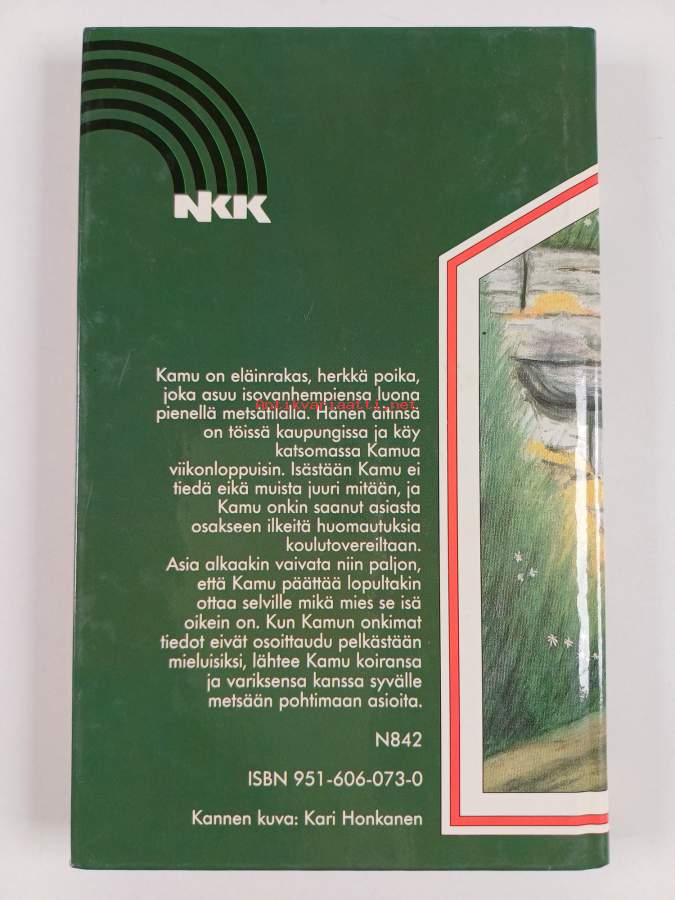 NKK
Kamu on eläinrakas, herkkä poika,
joka asuu isovanhempiensa luona
Antikvariaatti.net
pienellä metsätilalla. Hänen äitinsä
on töissä kaupungissa ja käy
katsomassa Kamua
viikonloppuisin. Isästään Kamu ei
tiedä eikä muista juuri mitään, ja
Kamu onkin saanut asiasta
osakseen ilkeitä huomautuksia
koulutovereiltaan.
Asia alkaakin vaivata niin paljon,
että Kamu päättää lopultakin
ottaa selville mikä mies se isä
oikein on. Kun Kamun onkimat
tiedot eivät osoittaudu pelkästään
mieluisiksi, lähtee Kamu koiransa
ja variksensa kanssa syvälle
metsään pohtimaan asioita.
N842
ISBN 951-606-073-0
Kannen kuva: Kari Honkanen